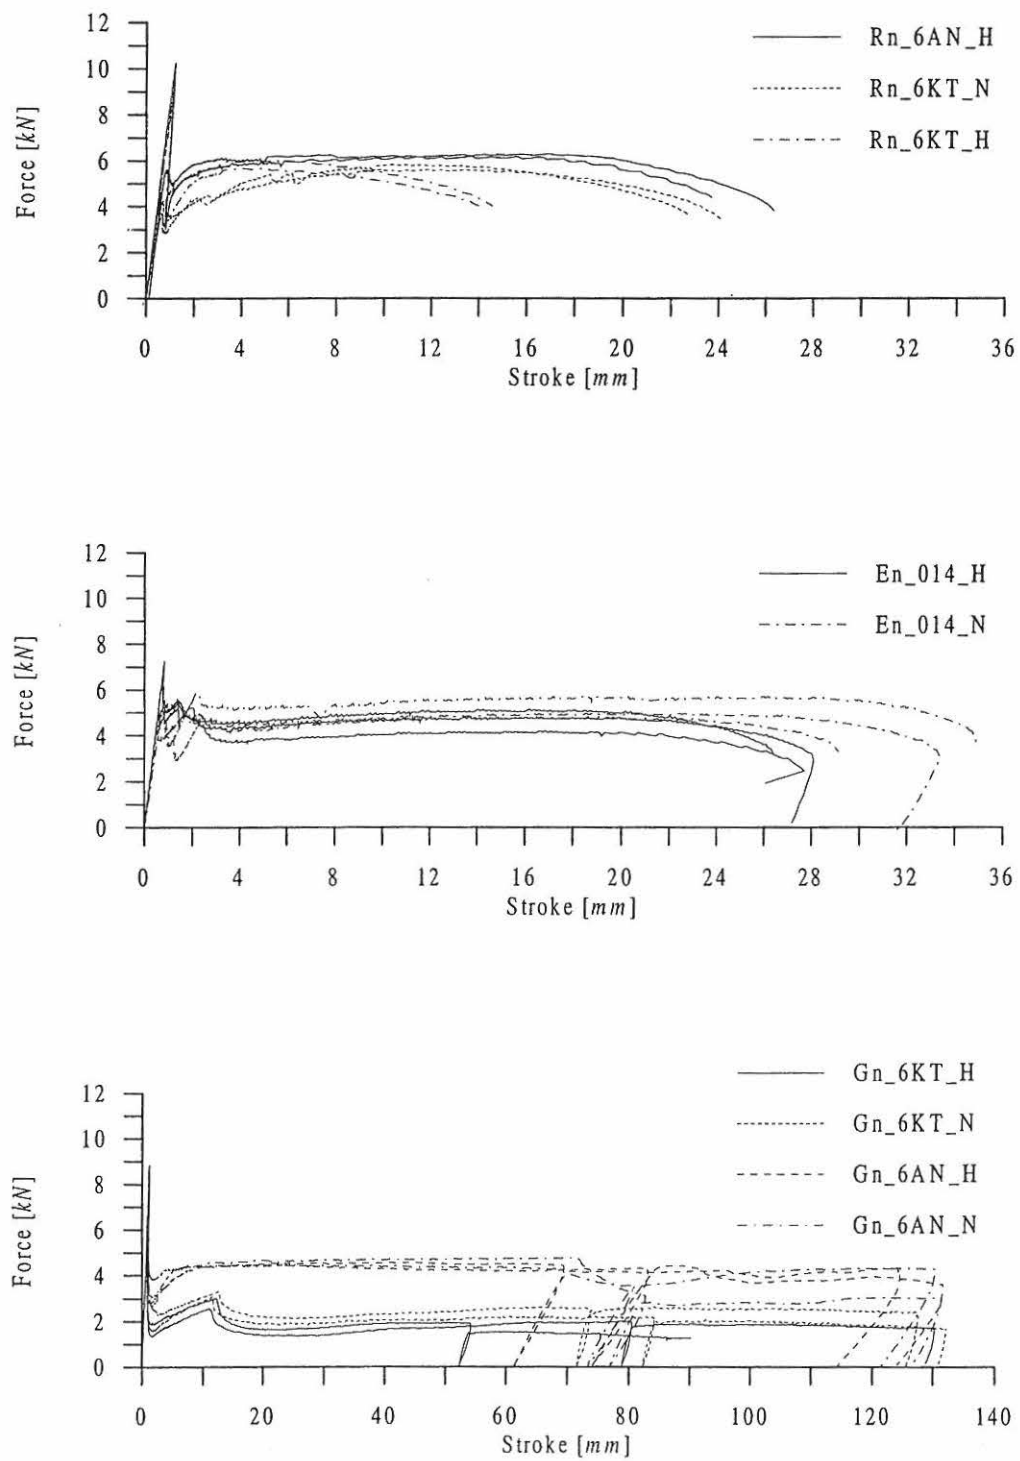 12
10
8
6
4
2
0
Force [kN]
Rn_6AN_H
Rn_6KT_N
Rn_6KT_H
0 4 8 12 16 20 24 28 32 36
Stroke [mm]
12
10
8
6
4
2
0
Force [kN]
En_014_H
En_014_N
0 4 8 12 16 20 24 28 32 36
Stroke [mm]
12
10
8
6
4
2
0
Force [kN]
Gn_6KT_H
Gn_6KT_N
Gn_6AN_H
Gn_6AN_N
0 20 40 60 80 100 120 140
Stroke [mm]